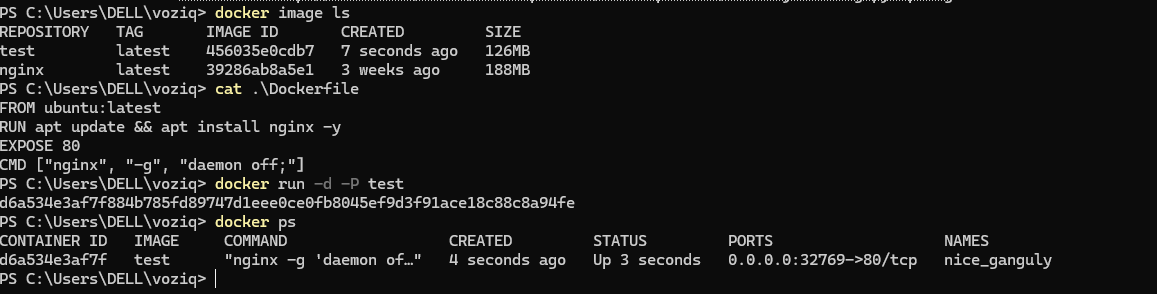 PS C:\Users\DELL\voziq> docker image ls
REPOSITORY   TAG       IMAGE ID       CREATED         SIZE
test         latest    456035e0cdb7   7 seconds ago   126MB
nginx        latest    39286ab8a5e1   3 weeks ago     188MB
PS C:\Users\DELL\voziq> cat .\Dockerfile
FROM ubuntu:latest
RUN apt update && apt install nginx -y
EXPOSE 80
CMD ["nginx", "-g", "daemon off;"]
PS C:\Users\DELL\voziq> docker run -d -P test
d6a534e3af7f884b785fd89747d1eee0ce0fb8045ef9d3f91ace18c88c8a94fe
PS C:\Users\DELL\voziq> docker ps
CONTAINER ID   IMAGE     COMMAND                  CREATED         STATUS         PORTS                   NAMES
d6a534e3af7f   test      "nginx -g 'daemon of…"   4 seconds ago   Up 3 seconds   0.0.0.0:32769->80/tcp   nice_ganguly
PS C:\Users\DELL\voziq>